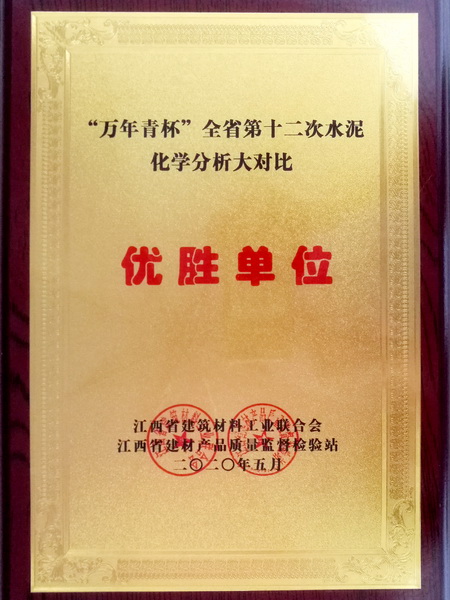 “万年青杯”全省第十二次水泥
化学分析大对比
优胜单位
江西省建筑材料工业联合会
江西省建材产品质量监督检验站
二〇二〇年五月